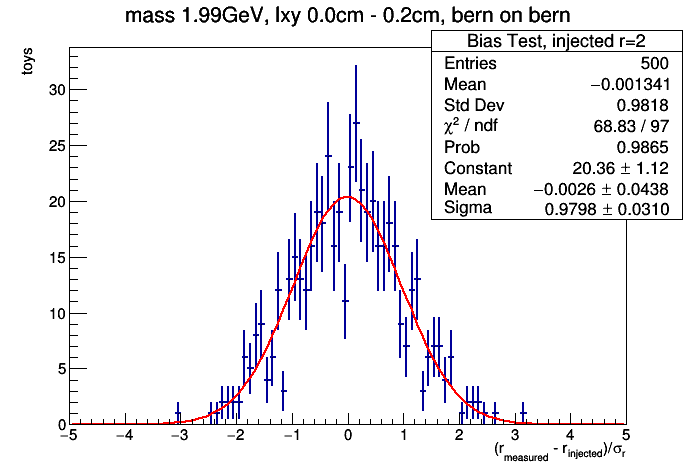 mass 1.99GeV, lxy 0.0cm - 0.2cm, bern on bern
Bias Test, injected r=2
Entries 500
Mean −0.001341
Std Dev 0.9818
χ² / ndf 68.83 / 97
Prob 0.9865
Constant 20.36 ± 1.12
Mean −0.0026 ± 0.0438
Sigma 0.9798 ± 0.0310
toys
30
25
20
15
10
5
0
−5 −4 −3 −2 −1 0 1 2 3 4 5
(r_measured - r_injected)/σ_r